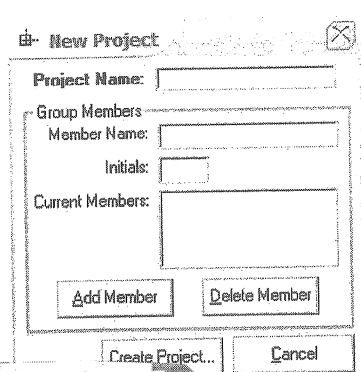 New Project
Project Name:
Group Members
Member Name:
Initials:
Current Members:
Add Member Delete Member
Create Project... Cancel